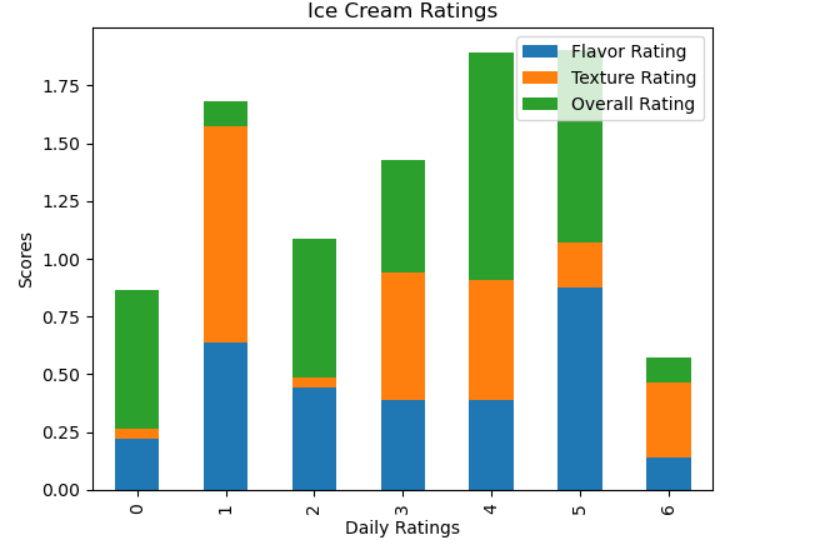 Ice Cream Ratings
Flavor Rating
Texture Rating
Overall Rating
1.75
1.50
1.25
1.00
0.75
0.50
0.25
0.00
Scores
0 1 2 3 4 5 6
Daily Ratings